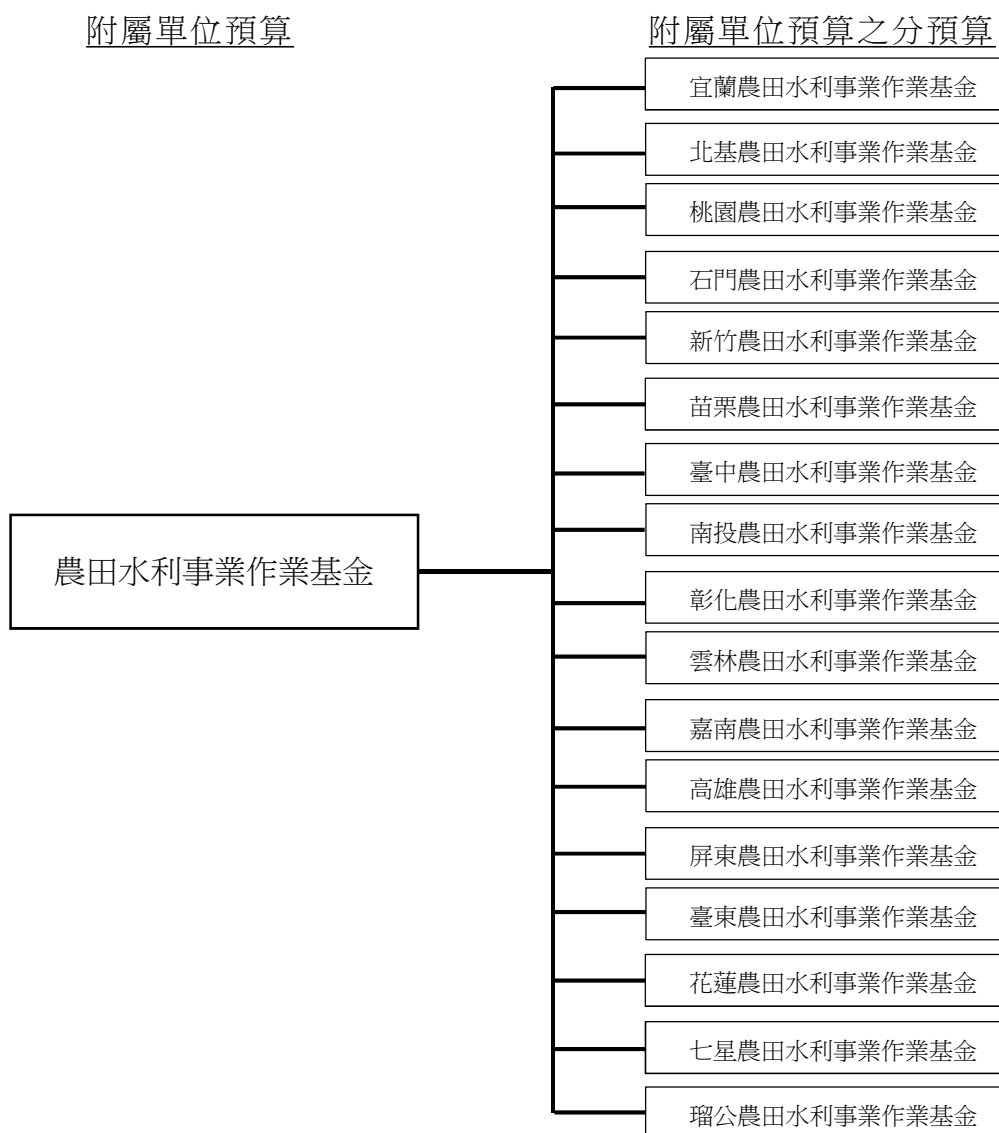 附屬單位預算
附屬單位預算之分預算
農田水利事業作業基金
宜蘭農田水利事業作業基金
北基農田水利事業作業基金
桃園農田水利事業作業基金
石門農田水利事業作業基金
新竹農田水利事業作業基金
苗栗農田水利事業作業基金
臺中農田水利事業作業基金
南投農田水利事業作業基金
彰化農田水利事業作業基金
雲林農田水利事業作業基金
嘉南農田水利事業作業基金
高雄農田水利事業作業基金
屏東農田水利事業作業基金
臺東農田水利事業作業基金
花蓮農田水利事業作業基金
七星農田水利事業作業基金
瑠公農田水利事業作業基金